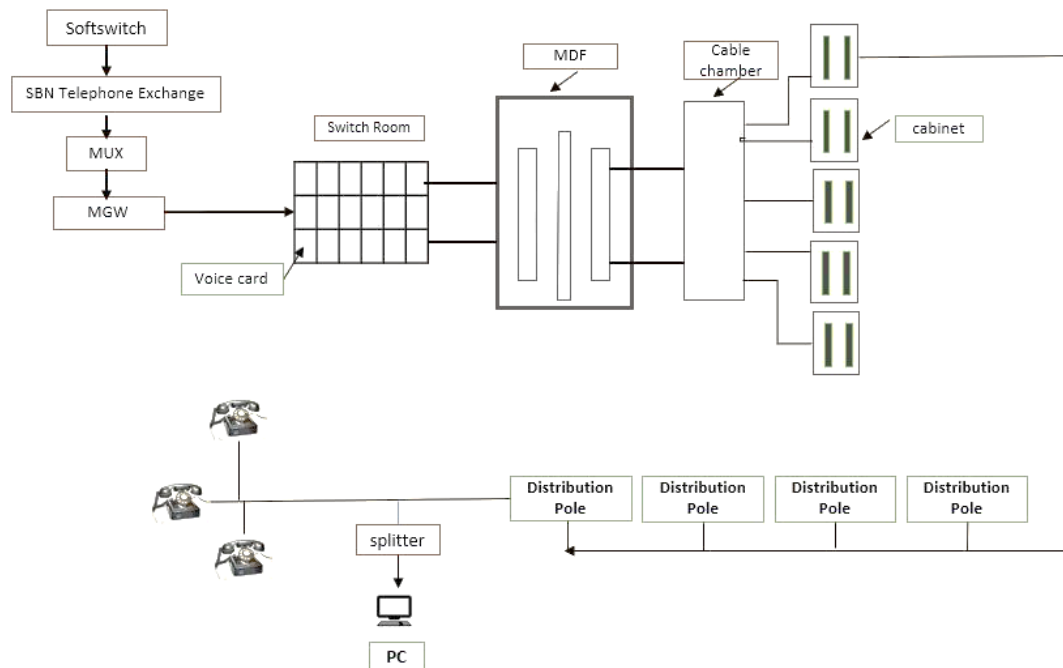 Softswitch
SBN Telephone Exchange
MUX
MGW
Switch Room
Voice card
MDF
Cable
chamber
cabinet
Distribution
Pole
Distribution
Pole
Distribution
Pole
Distribution
Pole
splitter
PC